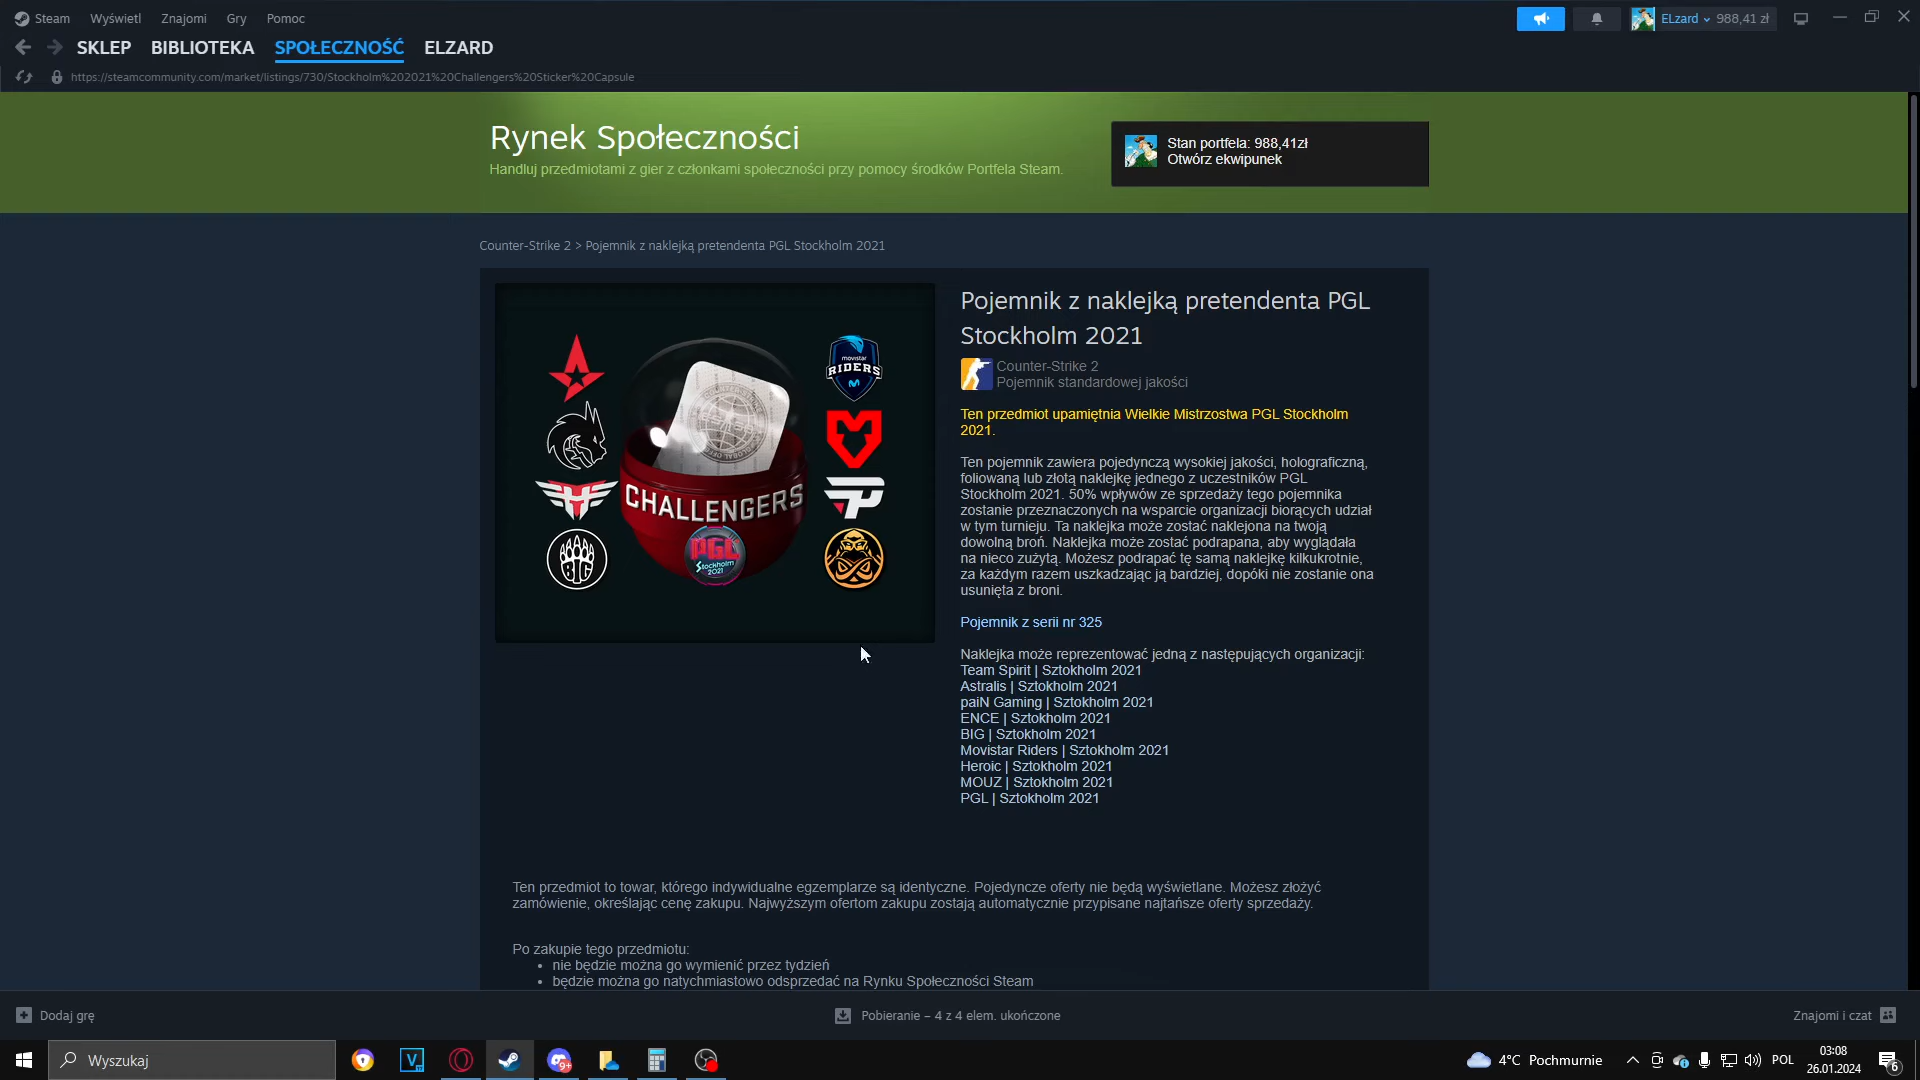 Steam Wyświetl Znajomi Gry Pomoc
ELzard 988,41 zł
SKLEP BIBLIOTEKA SPOŁECZNOŚĆ ELZARD
https://steamcommunity.com/market/listings/730/Stockholm%202021%20Challengers%20Sticker%20Capsule
Rynek Społeczności
Handluj przedmiotami z gier z członkami społeczności przy pomocy środków Portfela Steam.
Stan portfela: 988,41zł
Otwórz ekwipunek
Counter-Strike 2 > Pojemnik z naklejką pretendenta PGL Stockholm 2021
movistar
RIDERS
CHALLENGERS
PGL
Stockholm
2021
BIG
Pojemnik z naklejką pretendenta PGL
Stockholm 2021
Counter-Strike 2
Pojemnik standardowej jakości
Ten przedmiot upamiętnia Wielkie Mistrzostwa PGL Stockholm
2021.
Ten pojemnik zawiera pojedynczą wysokiej jakości, holograficzną,
foliowaną lub złotą naklejkę jednego z uczestników PGL
Stockholm 2021. 50% wpływów ze sprzedaży tego pojemnika
zostanie przeznaczonych na wsparcie organizacji biorących udział
w tym turnieju. Ta naklejka może zostać naklejona na twoją
dowolną broń. Naklejka może zostać podrapana, aby wyglądała
na nieco zużytą. Możesz podrapać tę samą naklejkę kilkukrotnie,
za każdym razem uszkadzając ją bardziej, dopóki nie zostanie ona
usunięta z broni.
Pojemnik z serii nr 325
Naklejka może reprezentować jedną z następujących organizacji:
Team Spirit | Sztokholm 2021
Astralis | Sztokholm 2021
paiN Gaming | Sztokholm 2021
ENCE | Sztokholm 2021
BIG | Sztokholm 2021
Movistar Riders | Sztokholm 2021
Heroic | Sztokholm 2021
MOUZ | Sztokholm 2021
PGL | Sztokholm 2021
Ten przedmiot to towar, którego indywidualne egzemplarze są identyczne. Pojedyncze oferty nie będą wyświetlane. Możesz złożyć
zamówienie, określając cenę zakupu. Najwyższym ofertom zakupu zostają automatycznie przypisane najtańsze oferty sprzedaży.
Po zakupie tego przedmiotu:
• nie będzie można go wymienić przez tydzień
• będzie można go natychmiastowo odsprzedać na Rynku Społeczności Steam
Dodaj grę
Pobieranie – 4 z 4 elem. ukończone
Znajomi i czat
Wyszukaj
9+
4°C Pochmurnie
POL
03:08
26.01.2024
6